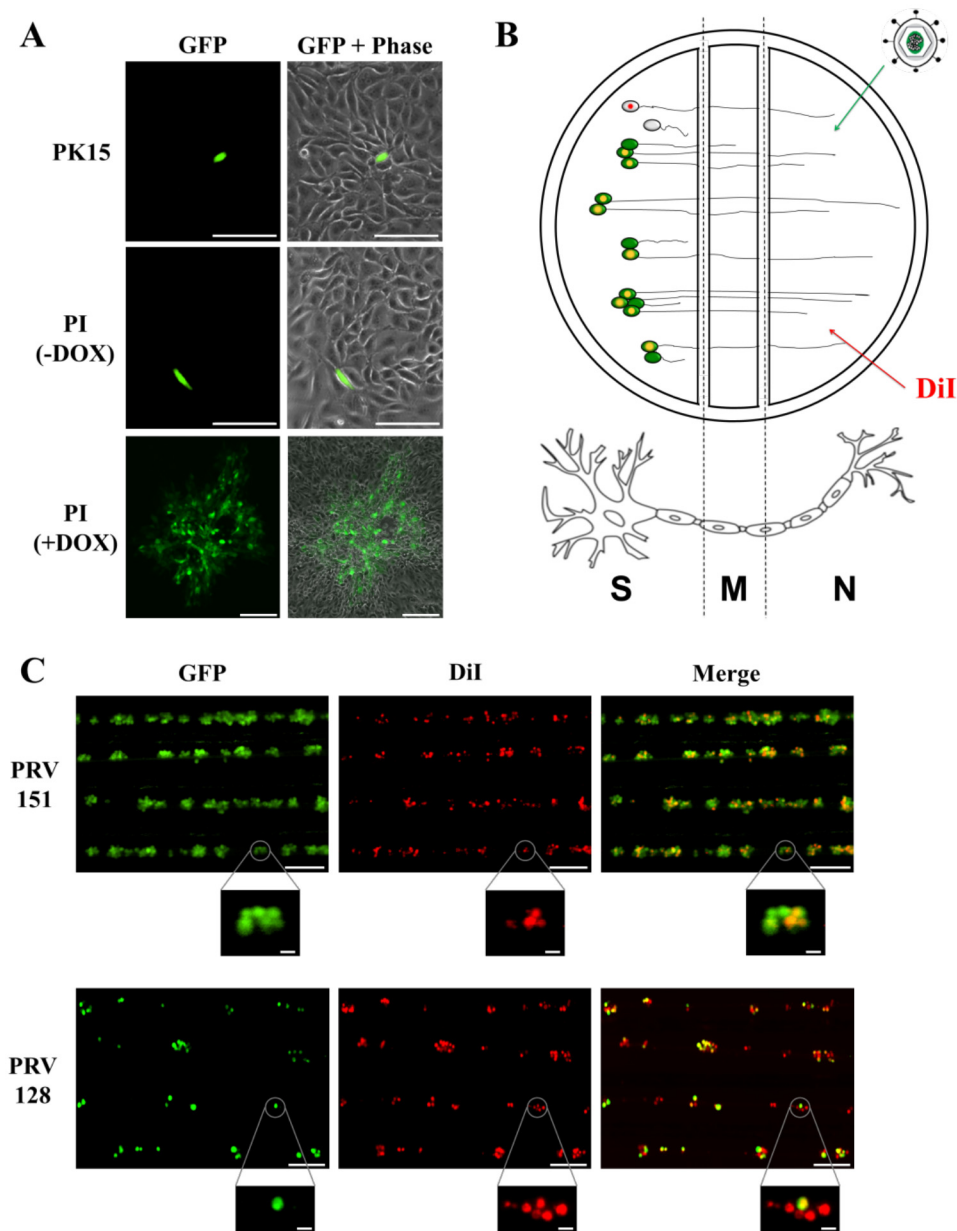 A
GFP
GFP + Phase
PK15
PI
(-DOX)
PI
(+DOX)
B
DiI
S
M
N
C
GFP
DiI
Merge
PRV
151
PRV
128